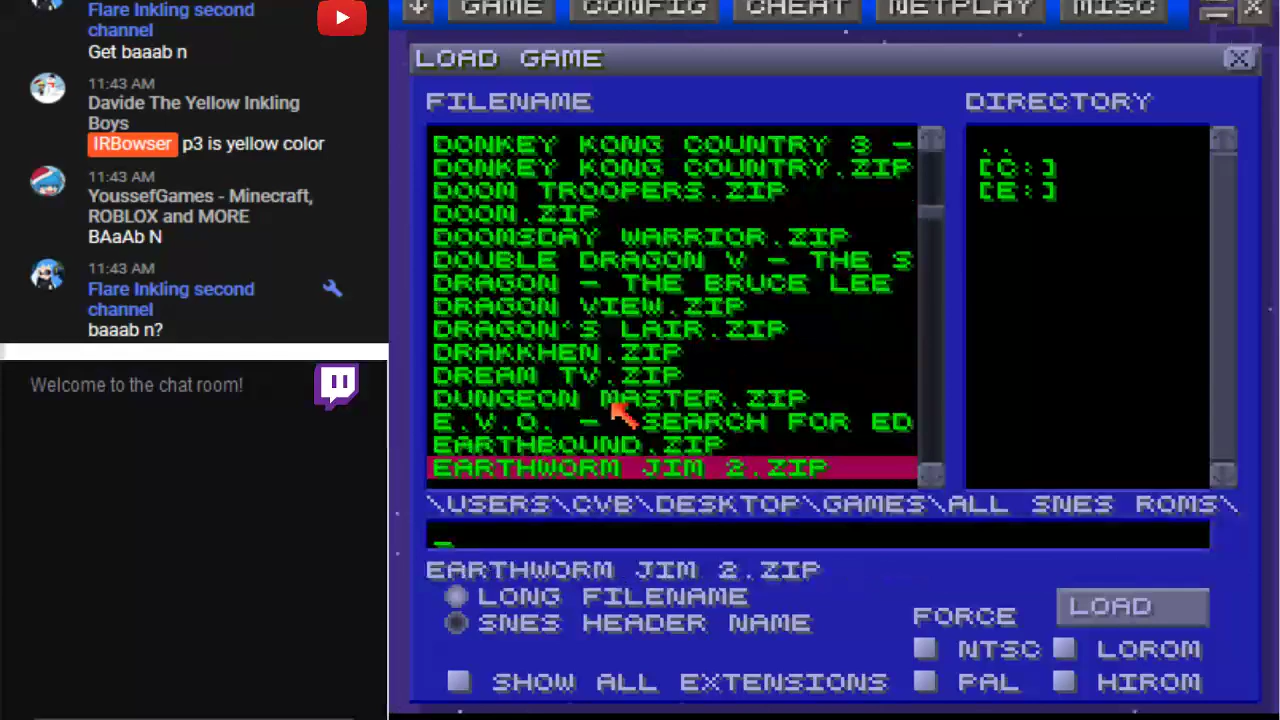 Flare Inkling second
channel
Get baaab n
11:43 AM
Davide The Yellow Inkling
Boys
IRBowser p3 is yellow color
11:43 AM
YoussefGames - Minecraft,
ROBLOX and MORE
BAaAb N
11:43 AM
Flare Inkling second
channel
baaab n?
Welcome to the chat room!
GAME CONFIG CHEAT NETPLAY MISC
LOAD GAME
FILENAME DIRECTORY
DONKEY KONG COUNTRY 3 -
DONKEY KONG COUNTRY.ZIP
DOOM TROOPERS.ZIP
DOOM.ZIP
DOOMSDAY WARRIOR.ZIP
DOUBLE DRAGON V - THE S
DRAGON - THE BRUCE LEE
DRAGON VIEW.ZIP
DRAGON'S LAIR.ZIP
DRAKKHEN.ZIP
DREAM TV.ZIP
DUNGEON MASTER.ZIP
E.V.O. - SEARCH FOR ED
EARTHBOUND.ZIP
EARTHWORM JIM 2.ZIP
..
[C:]
[E:]
\USERS\CVB\DESKTOP\GAMES\ALL SNES ROMS\
EARTHWORM JIM 2.ZIP
LONG FILENAME
SNES HEADER NAME
SHOW ALL EXTENSIONS
FORCE LOAD
NTSC LOROM
PAL HIROM